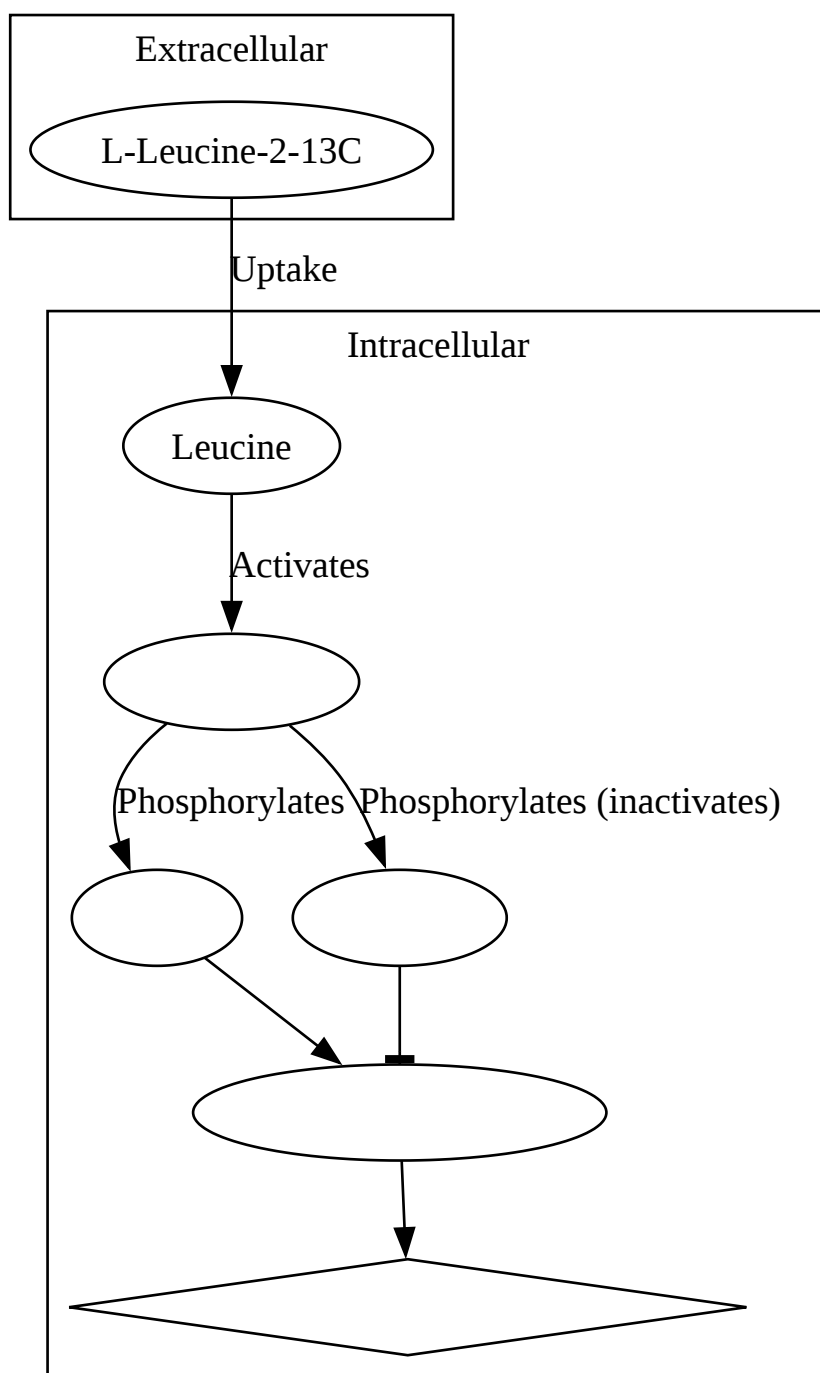 Extracellular
L-Leucine-2-13C
Uptake
Intracellular
Leucine
Activates
Phosphorylates
Phosphorylates (inactivates)